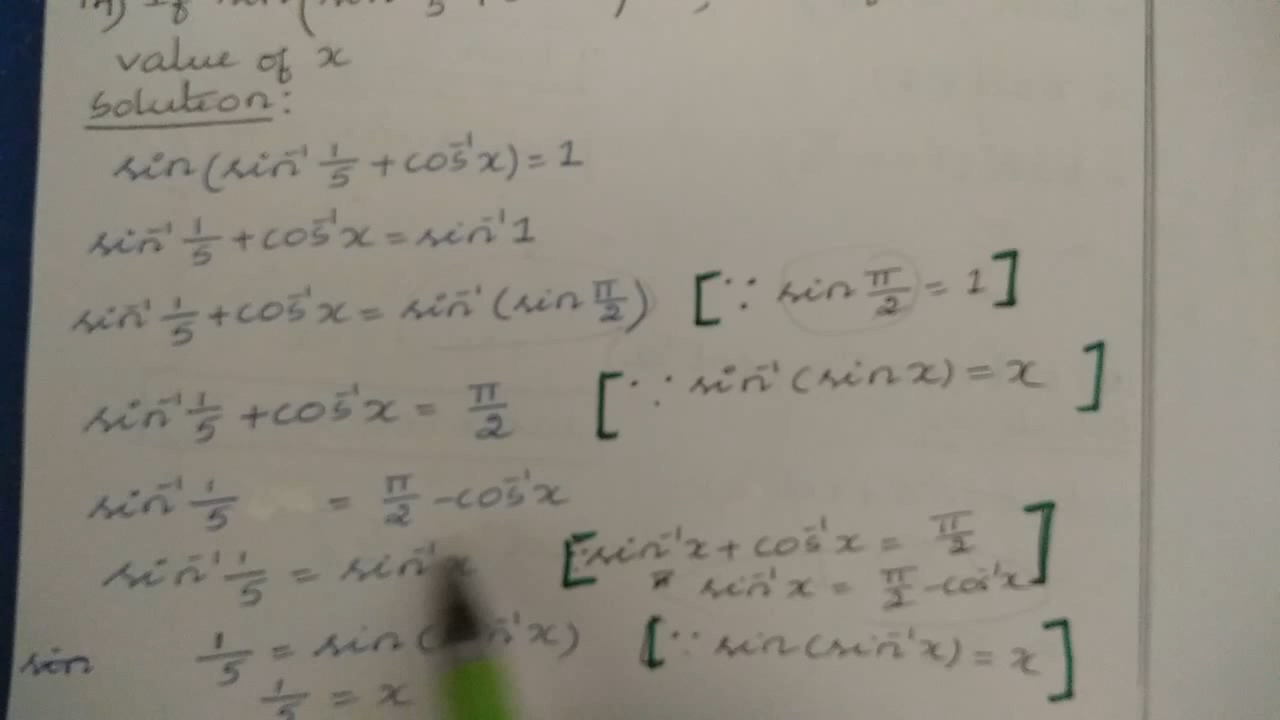 value of x
Solution:
sin(sin⁻¹ 1/5 + cos⁻¹x) = 1
sin⁻¹ 1/5 + cos⁻¹x = sin⁻¹1
sin⁻¹ 1/5 + cos⁻¹x = sin⁻¹(sin π/2) [∵ sin π/2 = 1]
sin⁻¹ 1/5 + cos⁻¹x = π/2 [∵ sin⁻¹(sin x) = x]
sin⁻¹ 1/5 = π/2 - cos⁻¹x
sin⁻¹ 1/5 = sin⁻¹x [∵ sin⁻¹x + cos⁻¹x = π/2
sin⁻¹x = π/2 - cos⁻¹x]
sin 1/5 = sin(sin⁻¹x) [∵ sin(sin⁻¹x) = x]
1/5 = x